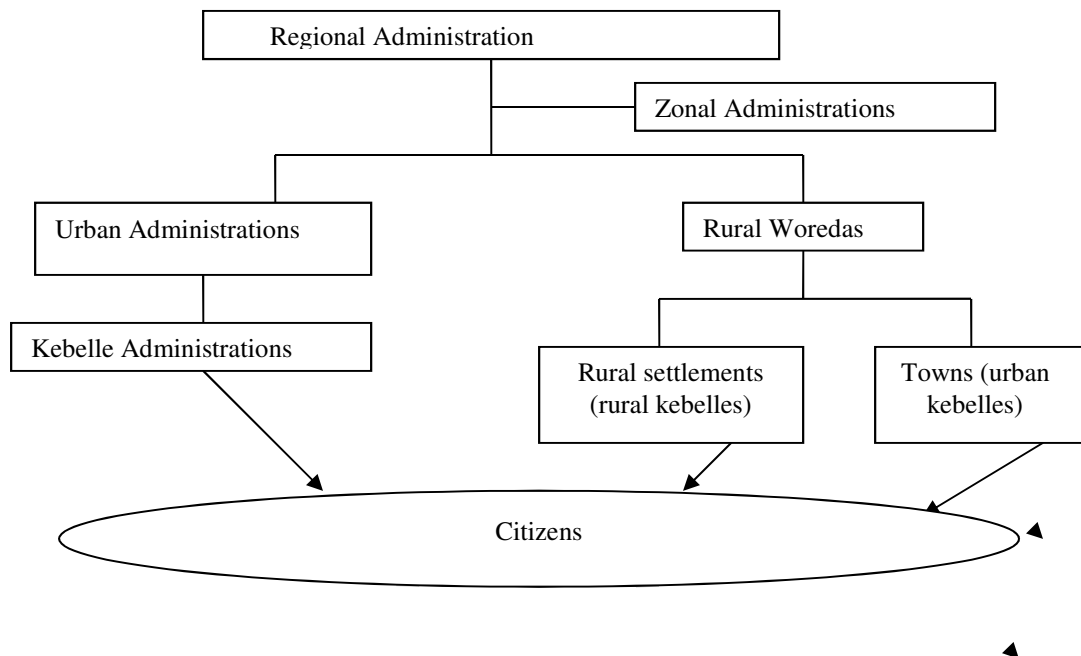 Regional Administration
Zonal Administrations
Urban Administrations
Rural Woredas
Kebelle Administrations
Rural settlements
(rural kebelles)
Towns (urban
kebelles)
Citizens